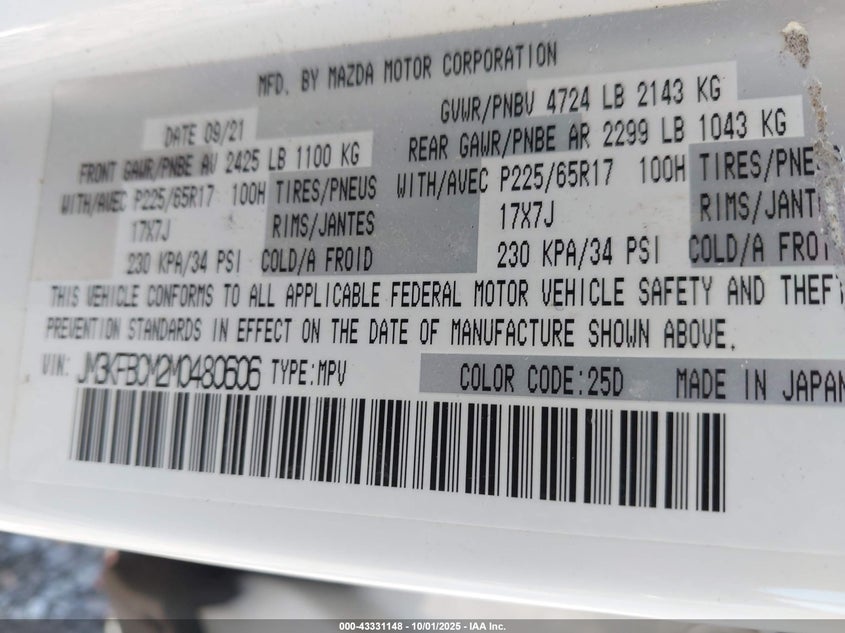 MFD. BY MAZDA MOTOR CORPORATION
DATE 09/21 GVWR/PNBV 4724 LB 2143 KG
FRONT GAWR/PNBE AV 2425 LB 1100 KG REAR GAWR/PNBE AR 2299 LB 1043 KG
WITH/AVEC P225/65R17 100H TIRES/PNEUS WITH/AVEC P225/65R17 100H TIRES/PNE
17X7J RIMS/JANTES 17X7J RIMS/JANT
230 KPA/34 PSI COLD/A FROID 230 KPA/34 PSI COLD/A FROI
THIS VEHICLE CONFORMS TO ALL APPLICABLE FEDERAL MOTOR VEHICLE SAFETY AND THEFT
PREVENTION STANDARDS IN EFFECT ON THE DATE OF MANUFACTURE SHOWN ABOVE.
VIN: JM3KFBCM2M0480606 TYPE:MPV COLOR CODE:25D MADE IN JAPAN
000-43331148 - 10/01/2025 - IAA Inc.